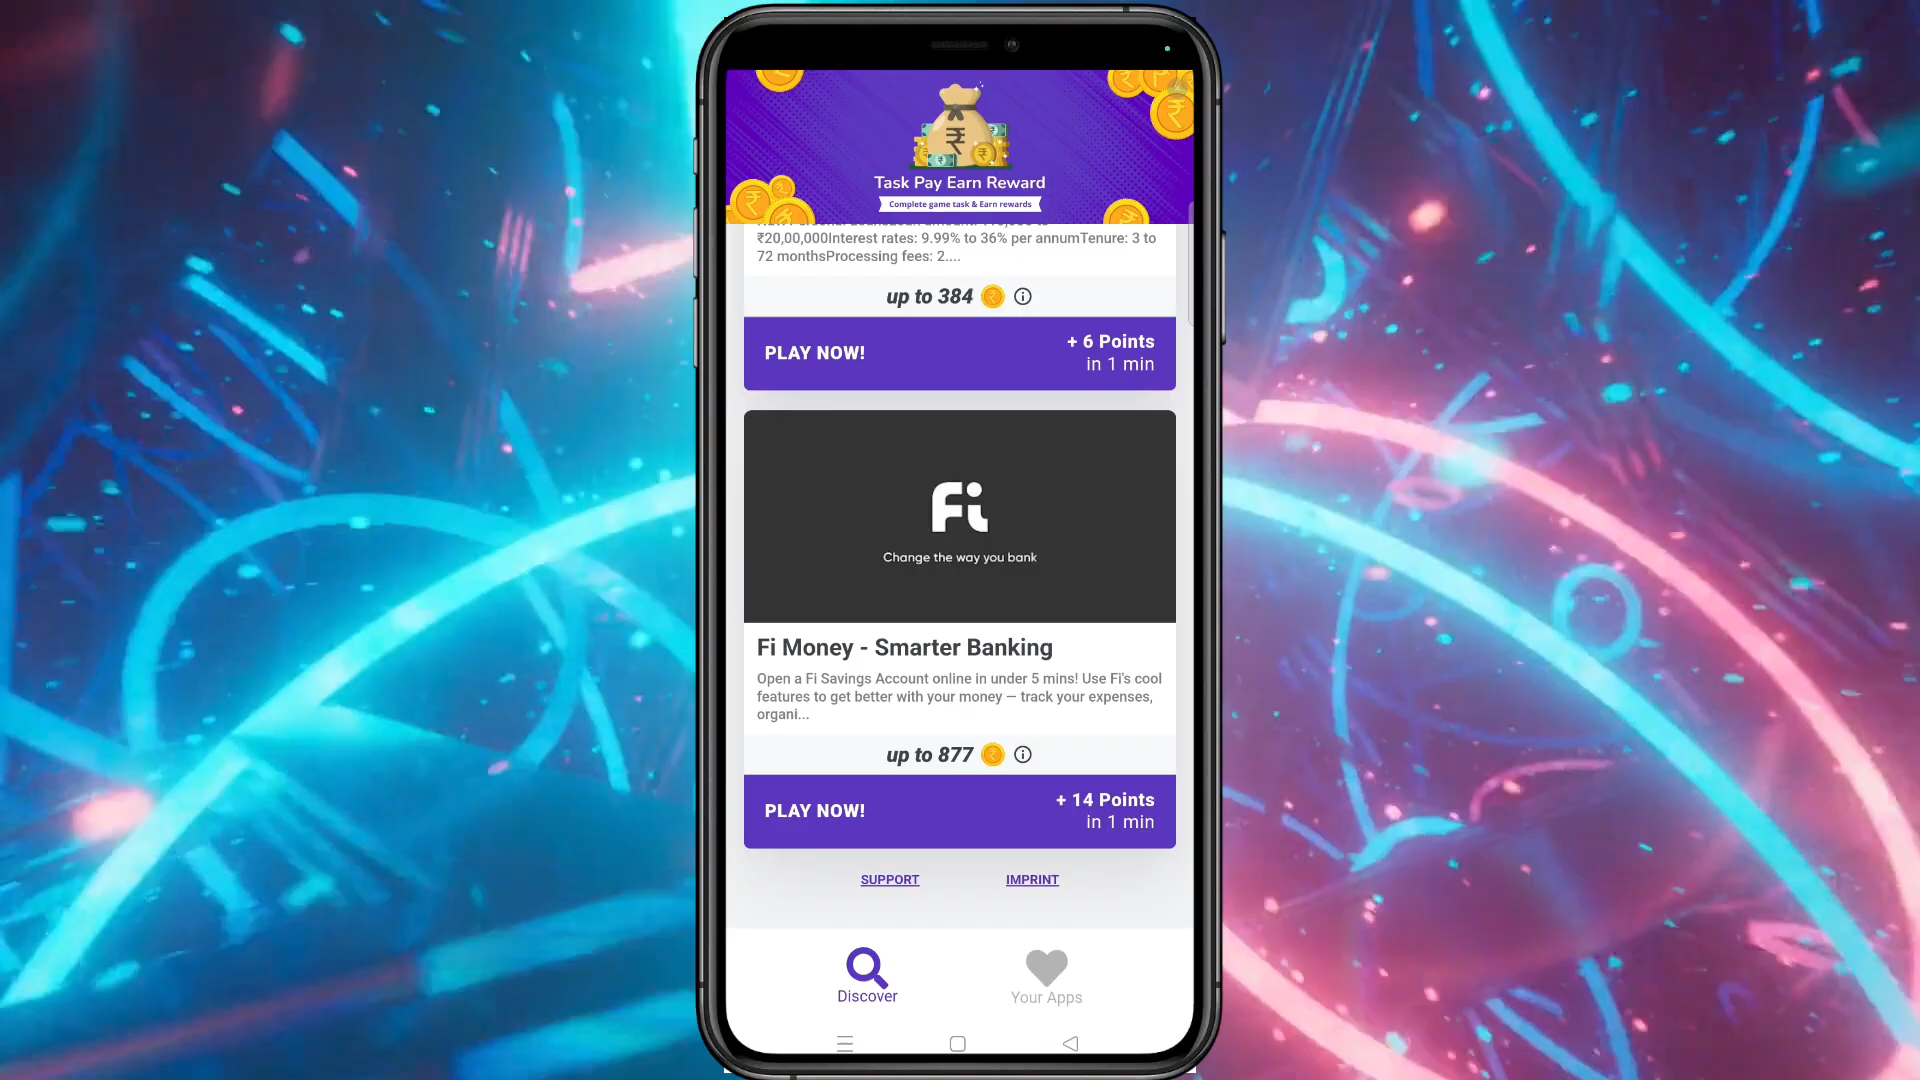 Task Pay Earn Reward
Complete game task & Earn rewards
₹20,00,000Interest rates: 9.99% to 36% per annumTenure: 3 to
72 monthsProcessing fees: 2....
up to 384
PLAY NOW!
+ 6 Points
in 1 min
Fi
Change the way you bank
Fi Money - Smarter Banking
Open a Fi Savings Account online in under 5 mins! Use Fi's cool
features to get better with your money — track your expenses,
organi...
up to 877
PLAY NOW!
+ 14 Points
in 1 min
SUPPORT
IMPRINT
Discover
Your Apps